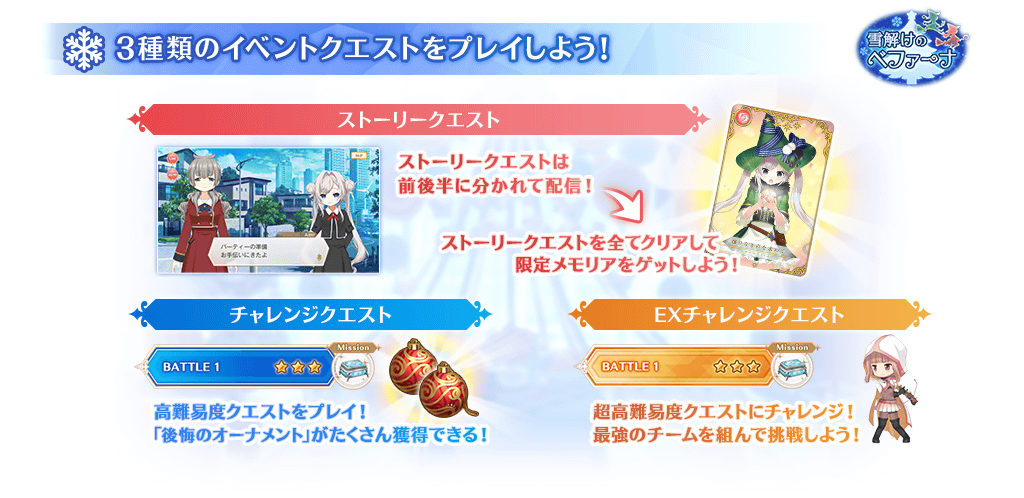 3種類のイベントクエストをプレイしよう！
雪解けの
ベファーナ
ストーリークエスト
ストーリークエストは
前後半に分かれて配信！
パーティーの準備
お手伝いにきたよ
ストーリークエストを全てクリアして
限定メモリアをゲットしよう！
チャレンジクエスト
EXチャレンジクエスト
BATTLE 1
Mission
BATTLE 1
Mission
高難易度クエストをプレイ！
「後悔のオーナメント」がたくさん獲得できる！
超高難易度クエストにチャレンジ！
最強のチームを組んで挑戦しよう！